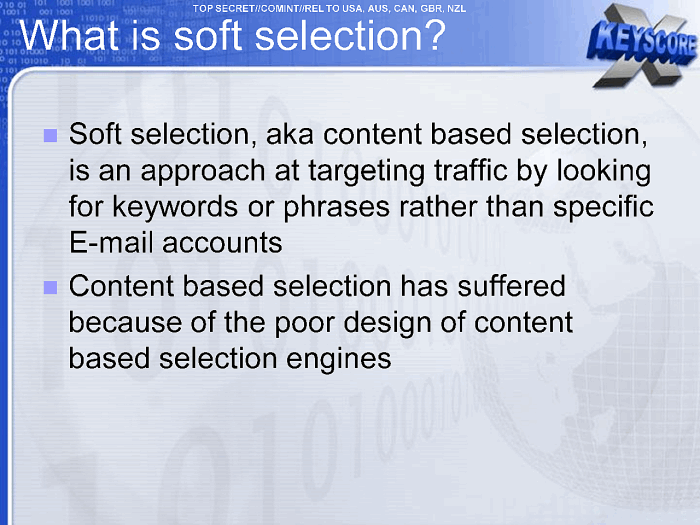 TOP SECRET//COMINT//REL TO USA, AUS, CAN, GBR, NZL
What is soft selection?
X KEYSCORE
Soft selection, aka content based selection,
is an approach at targeting traffic by looking
for keywords or phrases rather than specific
E-mail accounts
Content based selection has suffered
because of the poor design of content
based selection engines